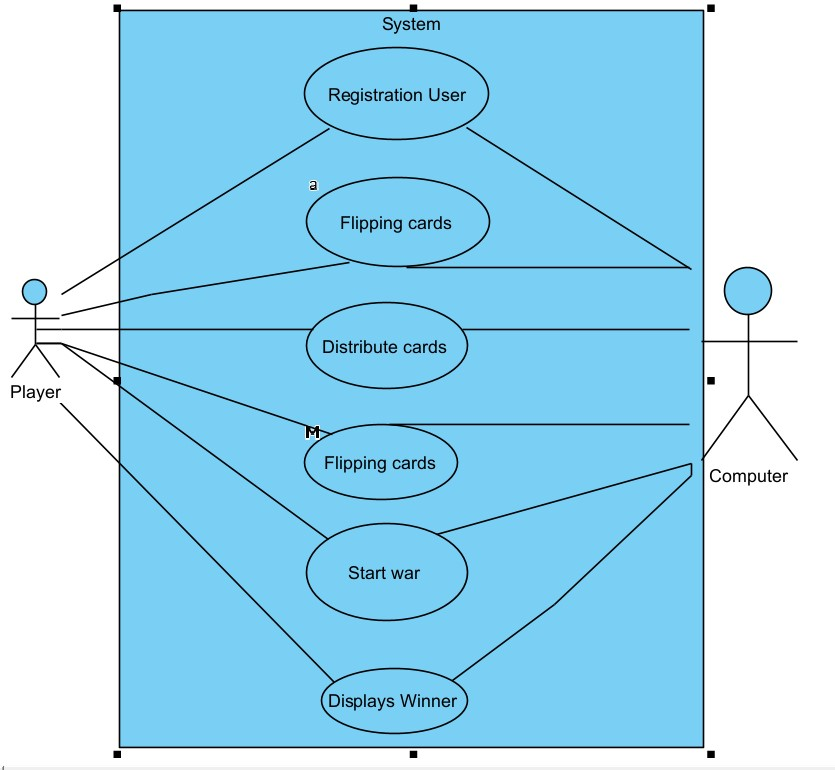 System
Registration User
a
Flipping cards
Distribute cards
Player
M
Flipping cards
Computer
Start war
Displays Winner